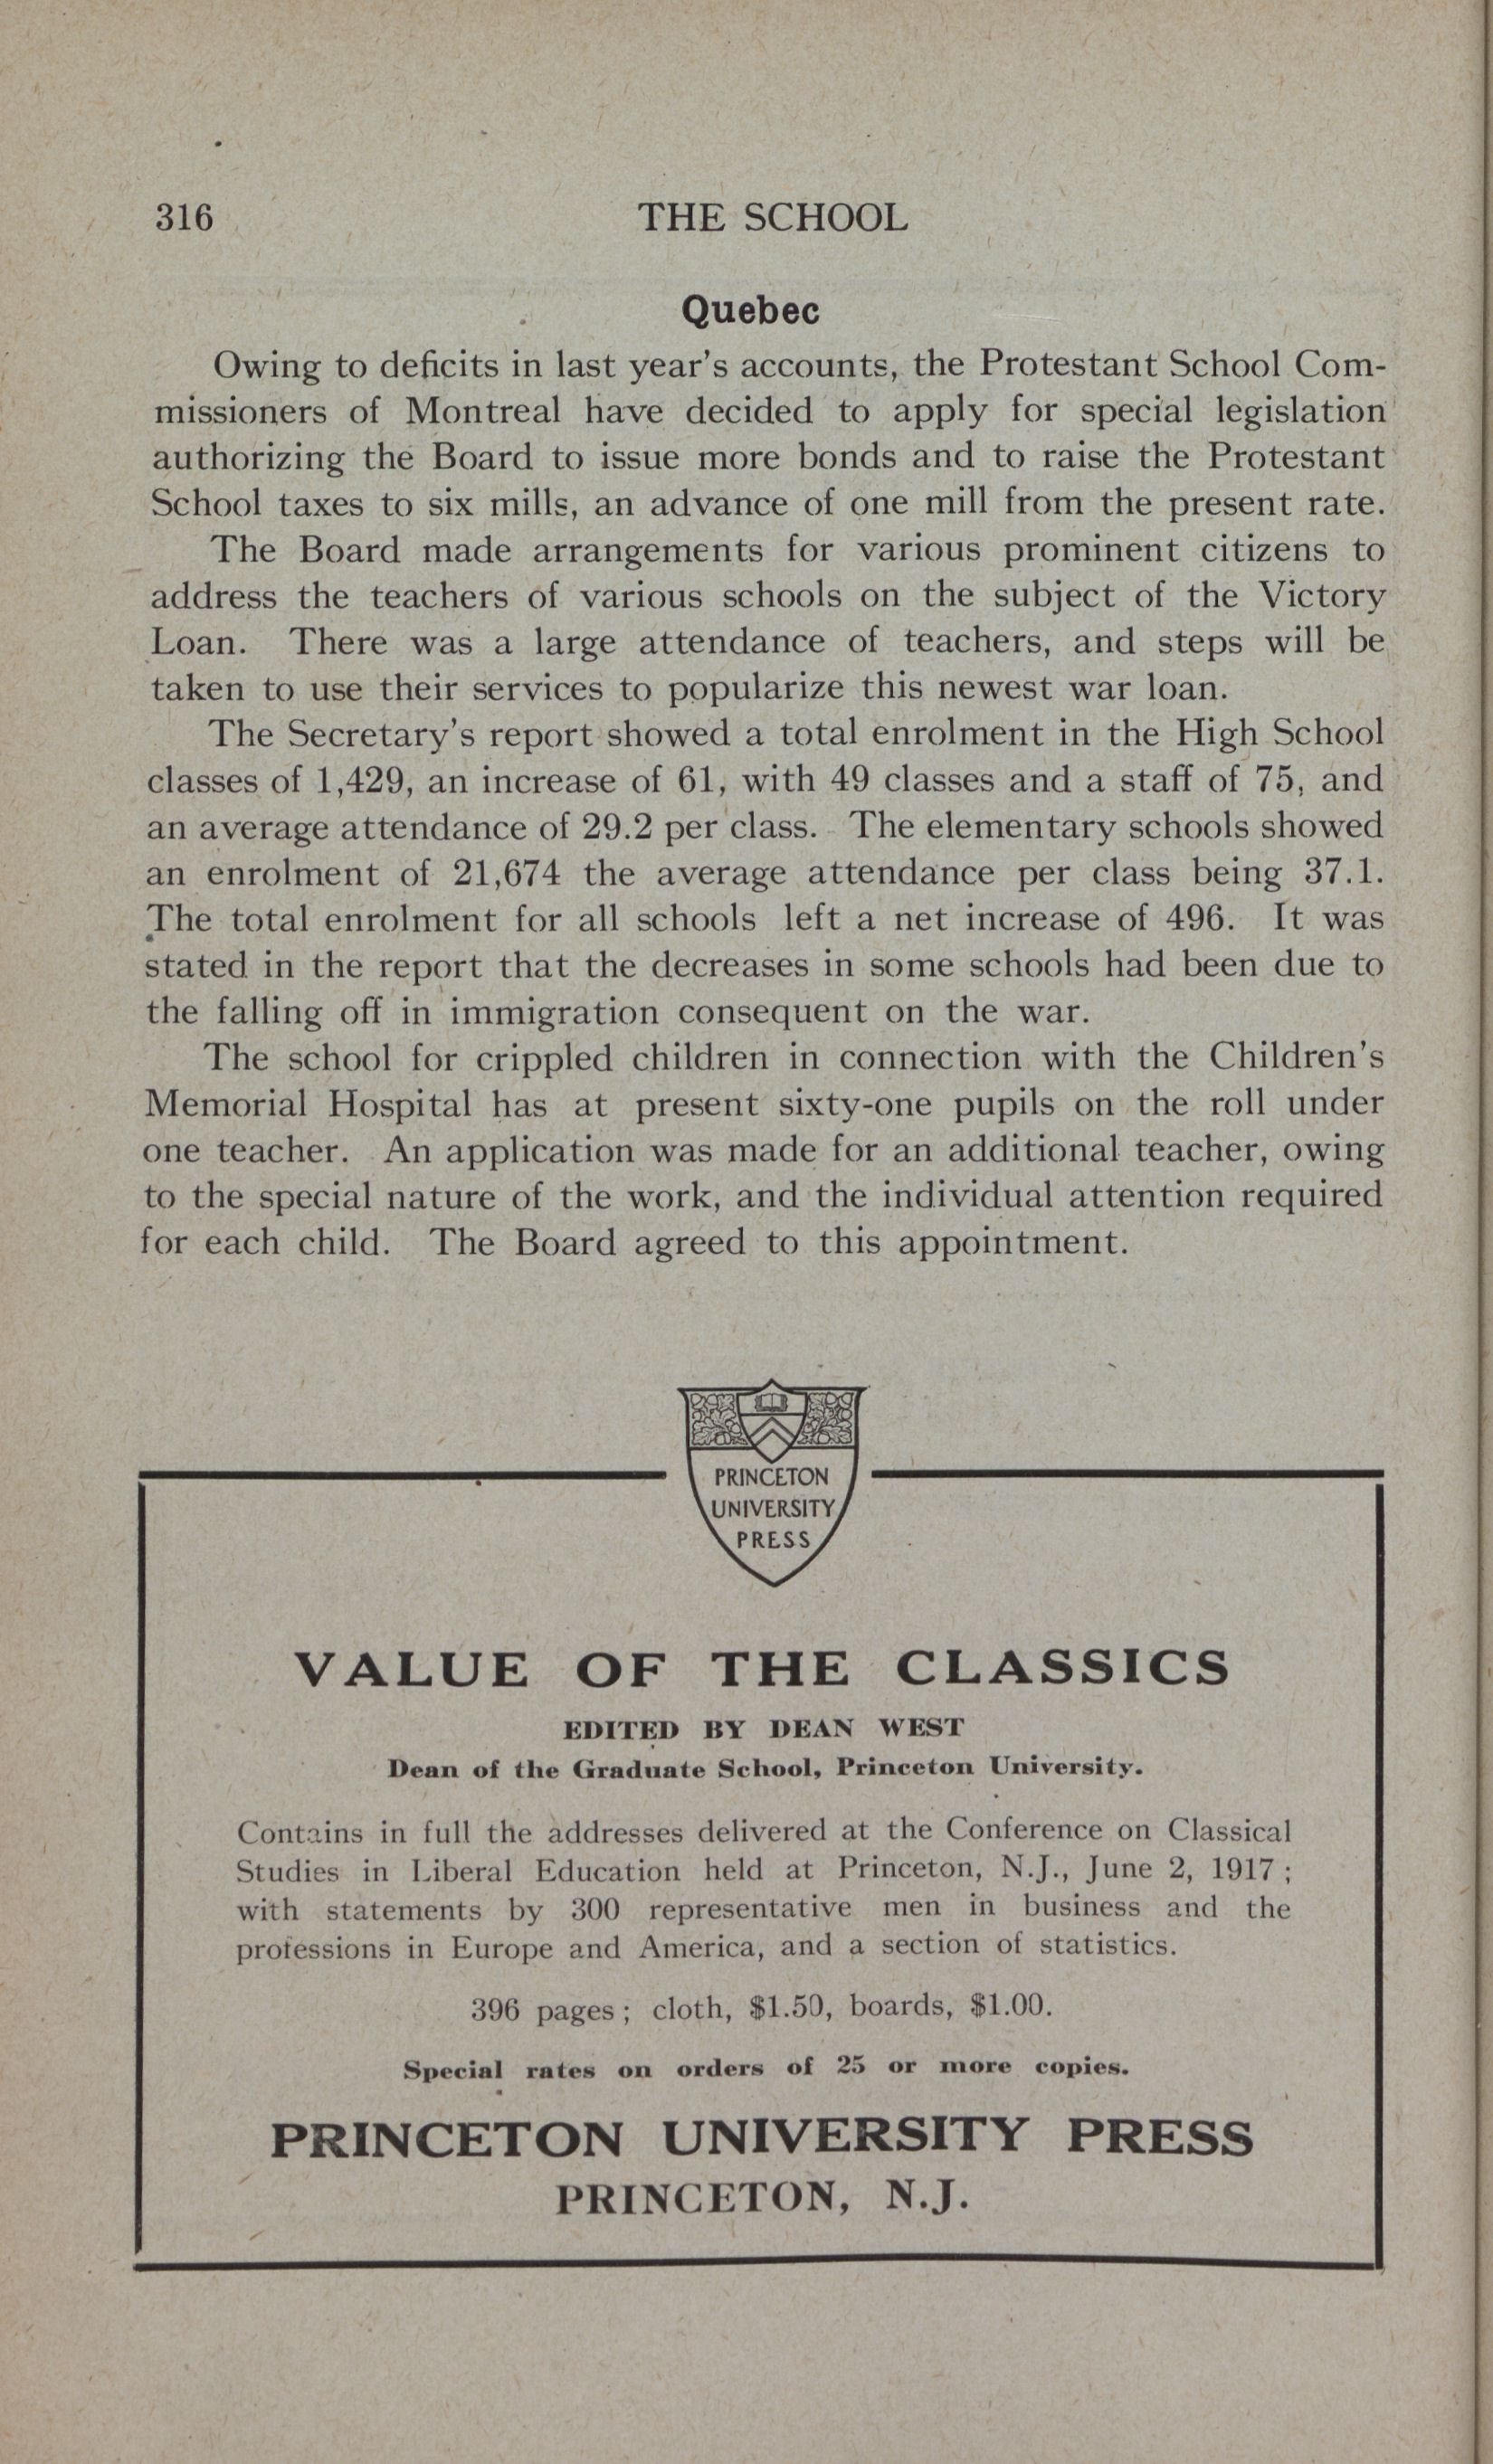 316
THE SCHOOL
Quebec
Owing to deficits in last year's accounts, the Protestant School Com-
missioners of Montreal have decided to apply for special legislation
authorizing the Board to issue more bonds and to raise the Protestant
School taxes to six mills, an advance of one mill from the present rate.
The Board made arrangements for various prominent citizens to
address the teachers of various schools on the subject of the Victory
Loan. There was a large attendance of teachers, and steps will be
taken to use their services to popularize this newest war loan.
The Secretary's report showed a total enrolment in the High School
classes of 1,429, an increase of 61, with 49 classes and a staff of 75, and
an average attendance of 29.2 per class. The elementary schools showed
an enrolment of 21,674 the average attendance per class being 37.1.
The total enrolment for all schools left a net increase of 496. It was
stated in the report that the decreases in some schools had been due to
the falling off in immigration consequent on the war.
The school for crippled children in connection with the Children's
Memorial Hospital has at present sixty-one pupils on the roll under
one teacher. An application was made for an additional teacher, owing
to the special nature of the work, and the individual attention required
for each child. The Board agreed to this appointment.
PRINCETON
UNIVERSITY
PRESS
VALUE OF THE CLASSICS
EDITED BY DEAN WEST
Dean of the Graduate School, Princeton University.
Contains in full the addresses delivered at the Conference on Classical
Studies in Liberal Education held at Princeton, N.J., June 2, 1917;
with statements by 300 representative men in business and the
professions in Europe and America, and a section of statistics.
396 pages; cloth, $1.50, boards, $1.00.
Special rates on orders of 25 or more copies.
PRINCETON UNIVERSITY PRESS
PRINCETON, N.J.